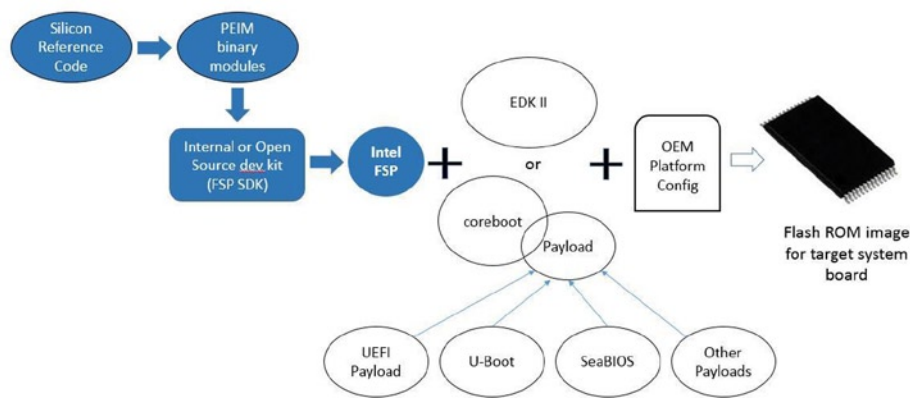 Silicon
Reference
Code
PEIM
binary
modules
Internal or Open
Source dev kit
(FSP SDK)
Intel
FSP
+
EDK II
or
coreboot
Payload
+
OEM
Platform
Config
Flash ROM image
for target system
board
UEFI
Payload
U-Boot
SeaBIOS
Other
Payloads